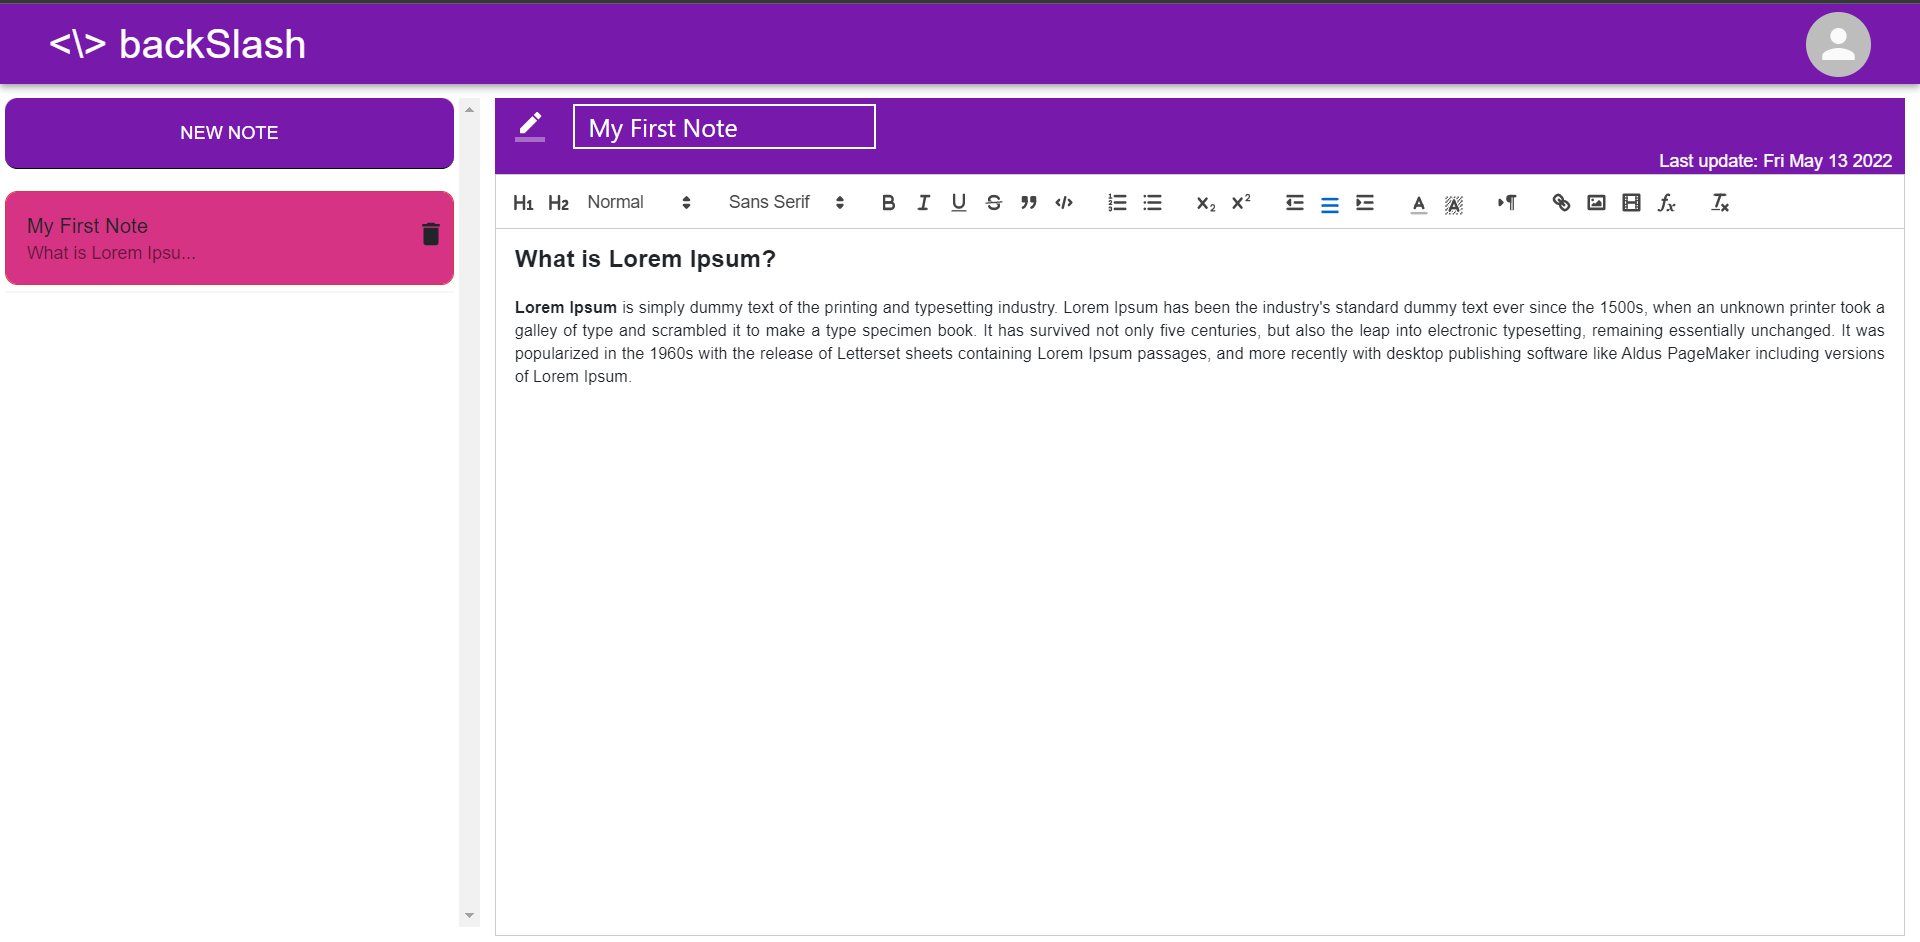 <\> backSlash
NEW NOTE
My First Note
What is Lorem Ipsu...
My First Note
Last update: Fri May 13 2022
H1 H2 Normal Sans Serif B I U S ” </> X₂ X² A A ¶ fx Tx
What is Lorem Ipsum?
Lorem Ipsum is simply dummy text of the printing and typesetting industry. Lorem Ipsum has been the industry's standard dummy text ever since the 1500s, when an unknown printer took a
galley of type and scrambled it to make a type specimen book. It has survived not only five centuries, but also the leap into electronic typesetting, remaining essentially unchanged. It was
popularized in the 1960s with the release of Letterset sheets containing Lorem Ipsum passages, and more recently with desktop publishing software like Aldus PageMaker including versions
of Lorem Ipsum.